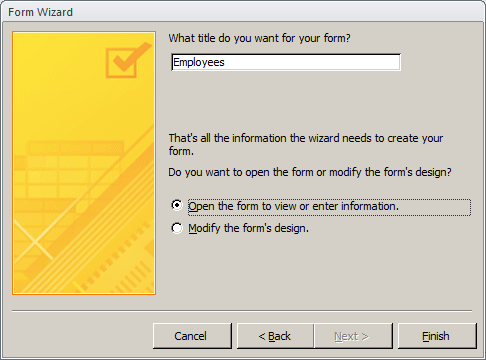 Form Wizard
What title do you want for your form?
Employees
That's all the information the wizard needs to create your
form.
Do you want to open the form or modify the form's design?
Open the form to view or enter information.
Modify the form's design.
Cancel
< Back
Next >
Finish